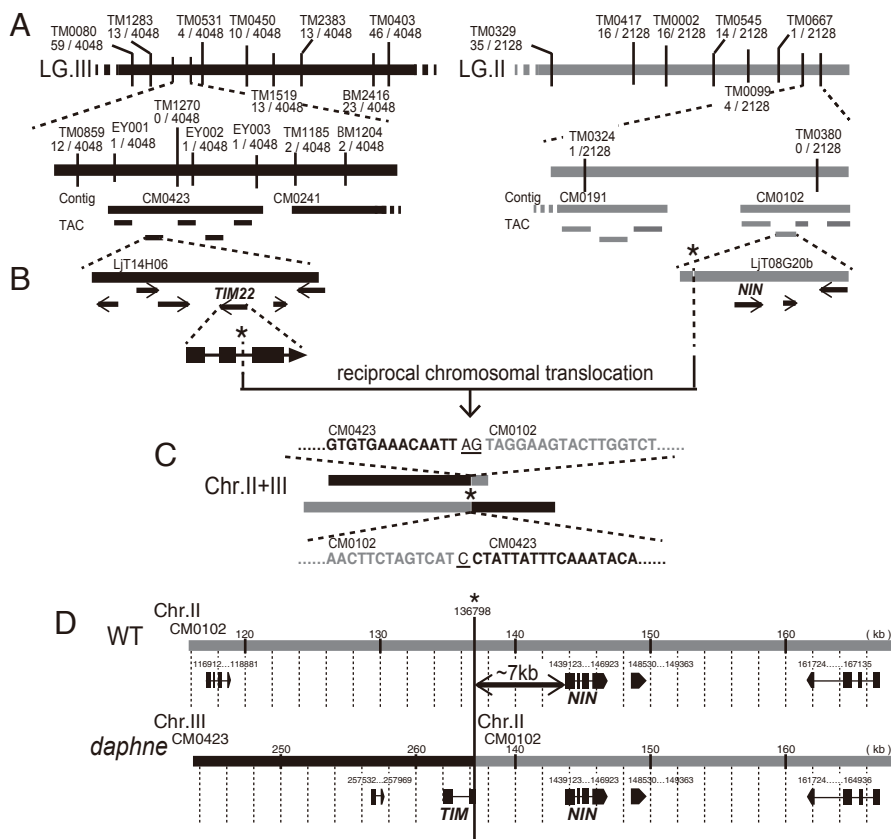 A
TM1283 TM0531 TM0450 TM2383 TM0403
TM0080 13 / 4048 4 / 4048 10 / 4048 13 / 4048 46 / 4048
59 / 4048
LG.III
TM1519 BM2416
13 / 4048 23 / 4048
TM1270
0 / 4048
TM0859 EY001 EY002 EY003 TM1185 BM1204
12 / 4048 1 / 4048 1 / 4048 1 / 4048 2 / 4048 2 / 4048
Contig CM0423 CM0241
TAC
TM0329 TM0417 TM0002 TM0545 TM0667
35 / 2128 16 / 2128 16/ 2128 14 / 2128 1 / 2128
LG.II
TM0099
4 / 2128
TM0324 TM0380
1 /2128 0 / 2128
Contig CM0191 CM0102
TAC
B
LjT14H06
TIM22
*
*
LjT08G20b
NIN
reciprocal chromosomal translocation
C
CM0423 CM0102
......GTGTGAAACAATT AG TAGGAAGTACTTGGTCT......
Chr.II+III
*
CM0102 CM0423
......AACTTCTAGTCAT C CTATTATTTCAAATACA......
D
*
136798
WT
Chr.II
CM0102 120 130 140 150 160 ( kb )
116912...118881 1439123...146923 148530...149363 161724......167135
~7kb
NIN
daphne
Chr.III Chr.II
CM0423 250 260 CM0102 140 150 160 ( kb )
257532...257969 1439123...146923 148530...149363 161724......164936
TIM NIN